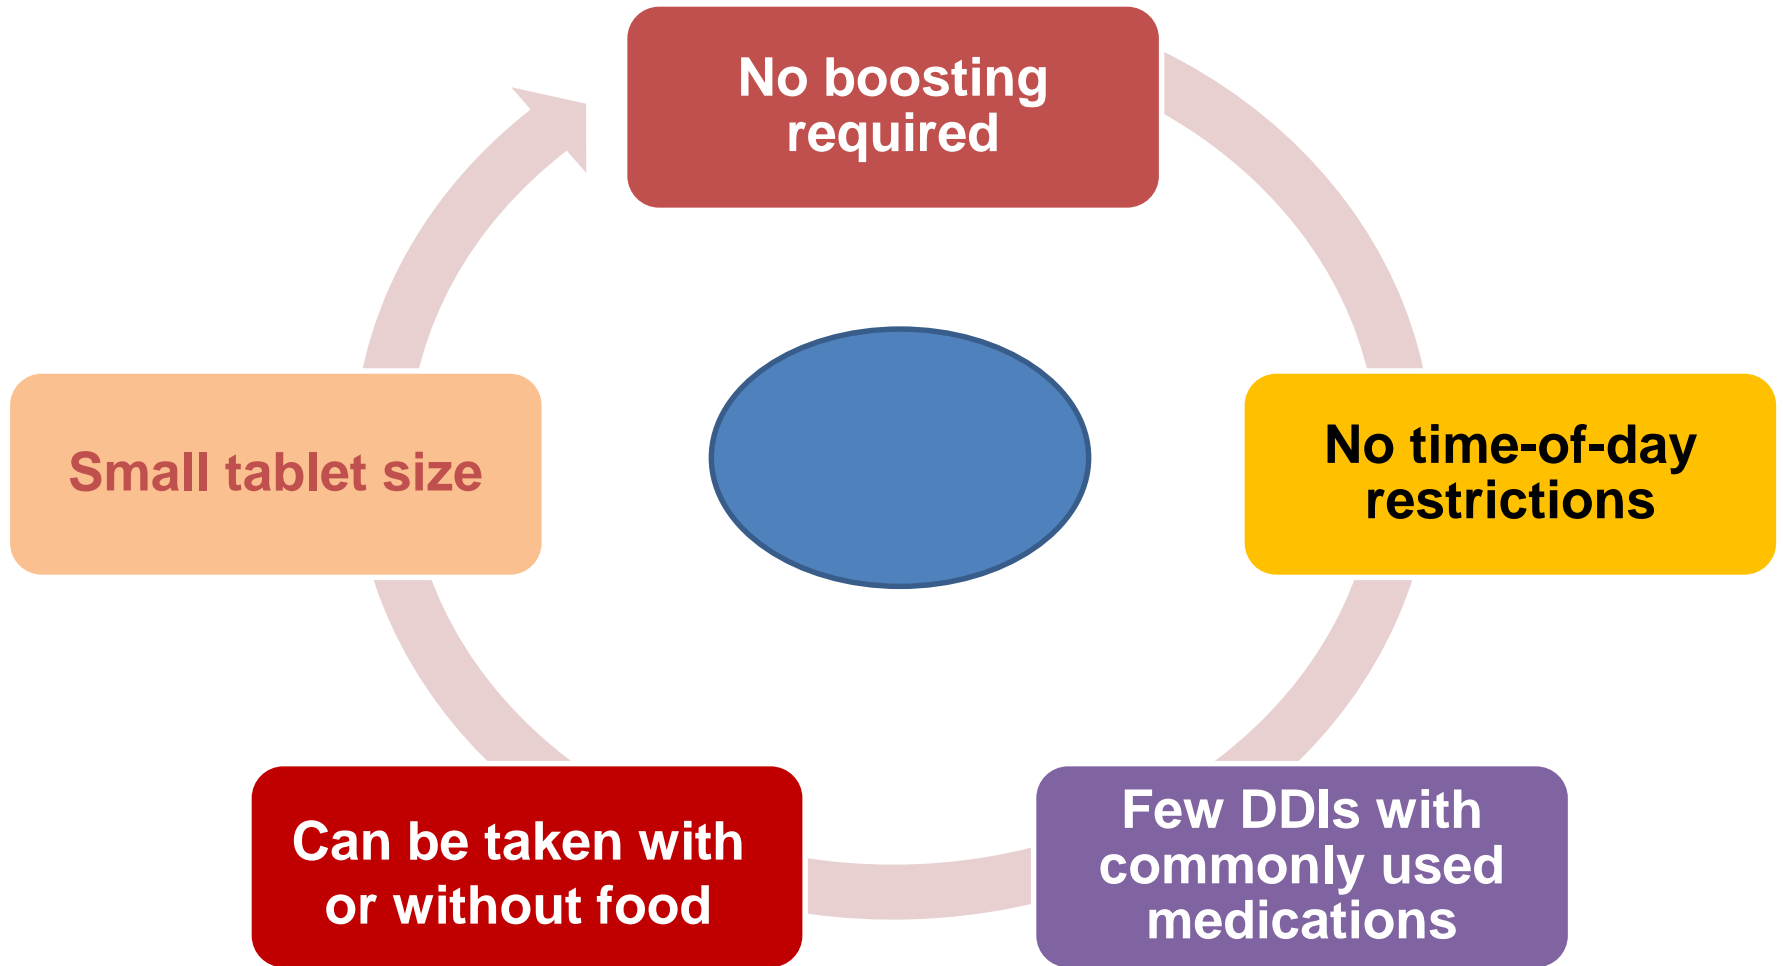 No boosting
required
No time-of-day
restrictions
Few DDIs with
commonly used
medications
Can be taken with
or without food
Small tablet size